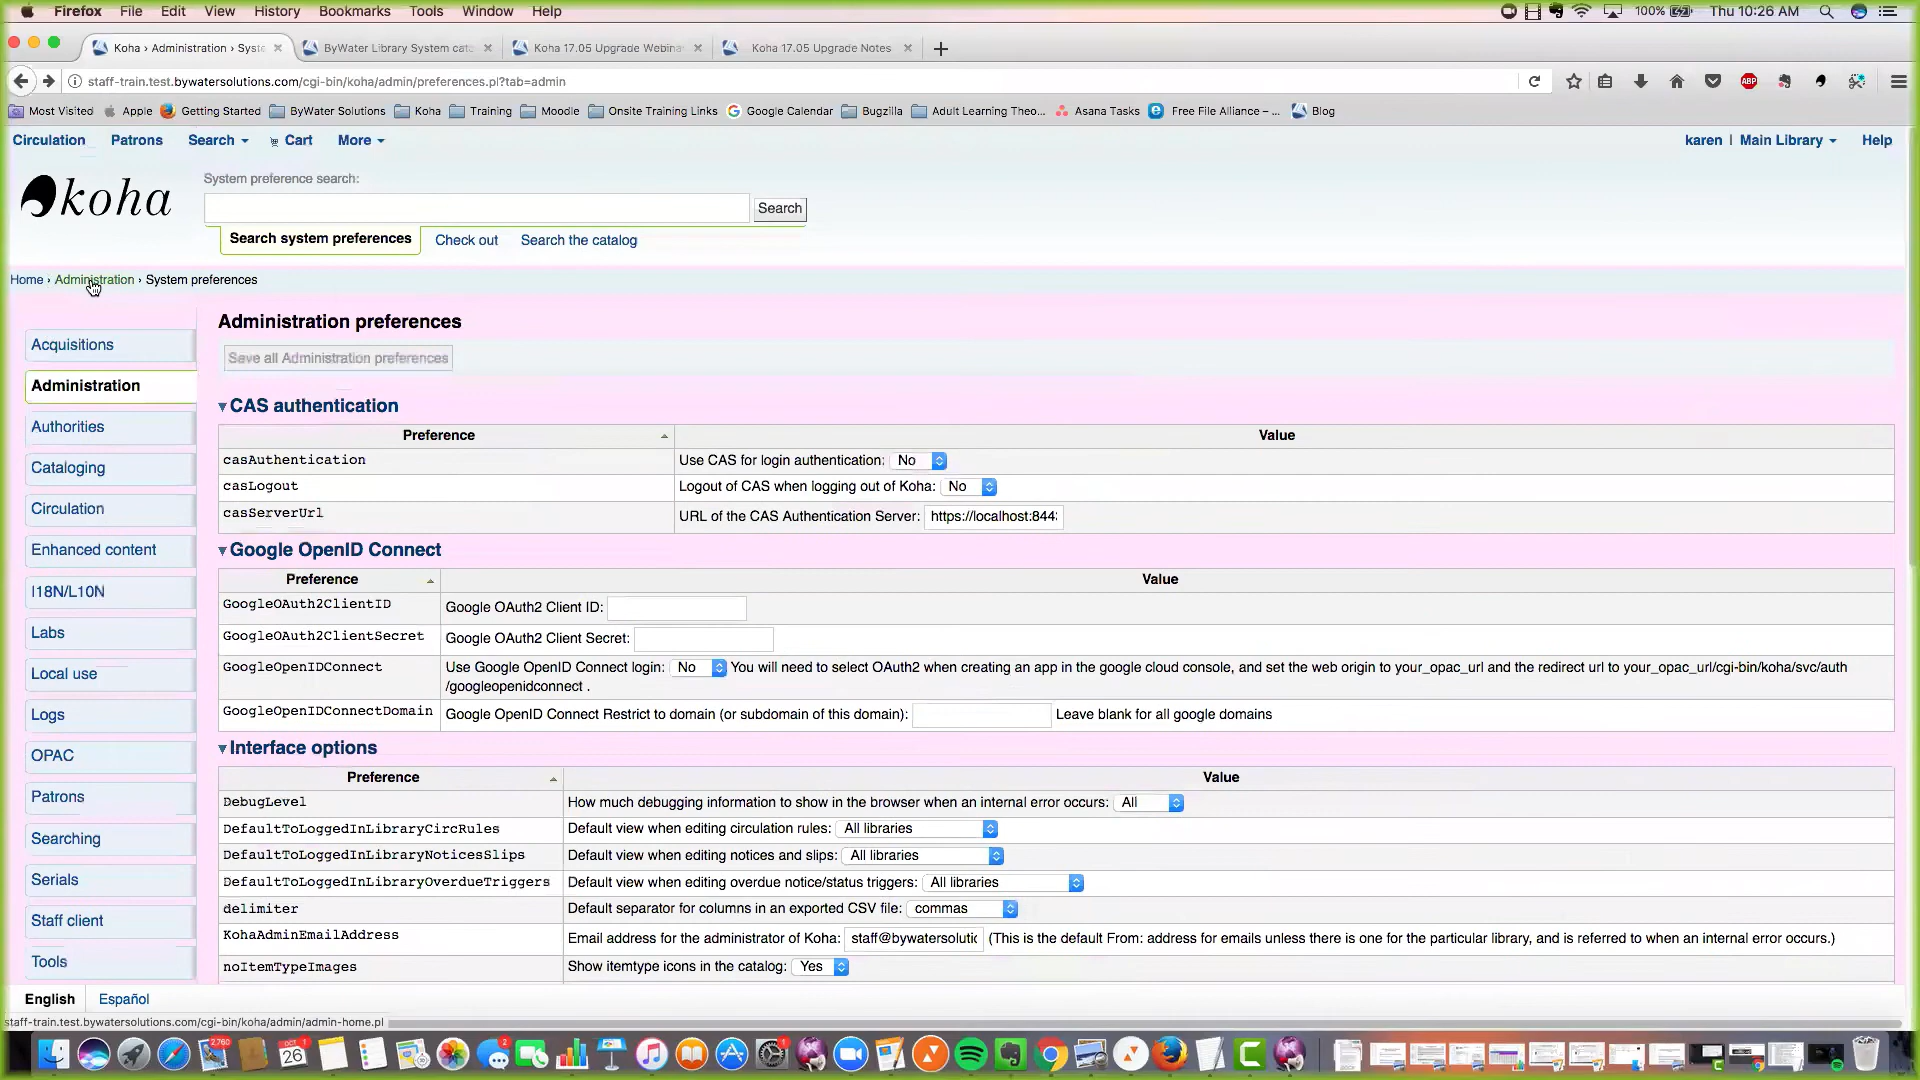 Firefox File Edit View History Bookmarks Tools Window Help 100% Thu 10:26 AM
Koha › Administration › Syste ByWater Library System cat Koha 17.05 Upgrade Webina Koha 17.05 Upgrade Notes
staff-train.test.bywatersolutions.com/cgi-bin/koha/admin/preferences.pl?tab=admin
Most Visited Apple Getting Started ByWater Solutions Koha Training Moodle Onsite Training Links Google Calendar Bugzilla Adult Learning Theo... Asana Tasks Free File Alliance – ... Blog
Circulation Patrons Search Cart More karen | Main Library Help
koha
System preference search:
Search
Search system preferences Check out Search the catalog
Home › Administration › System preferences
Administration preferences
Save all Administration preferences
Acquisitions
Administration
Authorities
Cataloging
Circulation
Enhanced content
I18N/L10N
Labs
Local use
Logs
OPAC
Patrons
Searching
Serials
Staff client
Tools
CAS authentication
Preference Value
casAuthentication Use CAS for login authentication: No
casLogout Logout of CAS when logging out of Koha: No
casServerUrl URL of the CAS Authentication Server: https://localhost:844
Google OpenID Connect
Preference Value
GoogleOAuth2ClientID Google OAuth2 Client ID:
GoogleOAuth2ClientSecret Google OAuth2 Client Secret:
GoogleOpenIDConnect Use Google OpenID Connect login: No You will need to select OAuth2 when creating an app in the google cloud console, and set the web origin to your_opac_url and the redirect url to your_opac_url/cgi-bin/koha/svc/auth
/googleopenidconnect .
GoogleOpenIDConnectDomain Google OpenID Connect Restrict to domain (or subdomain of this domain): Leave blank for all google domains
Interface options
Preference Value
DebugLevel How much debugging information to show in the browser when an internal error occurs: All
DefaultToLoggedInLibraryCircRules Default view when editing circulation rules: All libraries
DefaultToLoggedInLibraryNoticesSlips Default view when editing notices and slips: All libraries
DefaultToLoggedInLibraryOverdueTriggers Default view when editing overdue notice/status triggers: All libraries
delimiter Default separator for columns in an exported CSV file: commas
KohaAdminEmailAddress Email address for the administrator of Koha: staff@bywatersolutic (This is the default From: address for emails unless there is one for the particular library, and is referred to when an internal error occurs.)
noItemTypeImages Show itemtype icons in the catalog: Yes
English Español
staff-train.test.bywatersolutions.com/cgi-bin/koha/admin/admin-home.pl